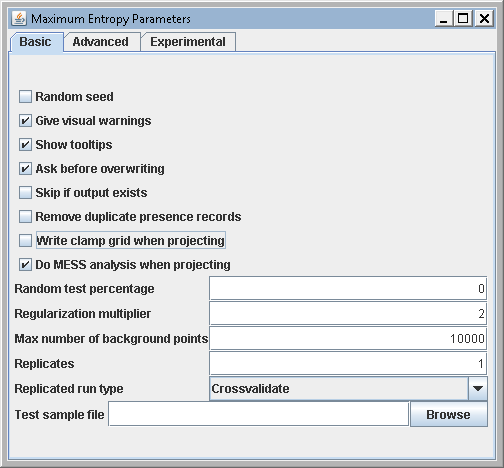 Maximum Entropy Parameters
Basic Advanced Experimental
Random seed
Give visual warnings
Show tooltips
Ask before overwriting
Skip if output exists
Remove duplicate presence records
Write clamp grid when projecting
Do MESS analysis when projecting
Random test percentage 0
Regularization multiplier 2
Max number of background points 10000
Replicates 1
Replicated run type Crossvalidate
Test sample file Browse